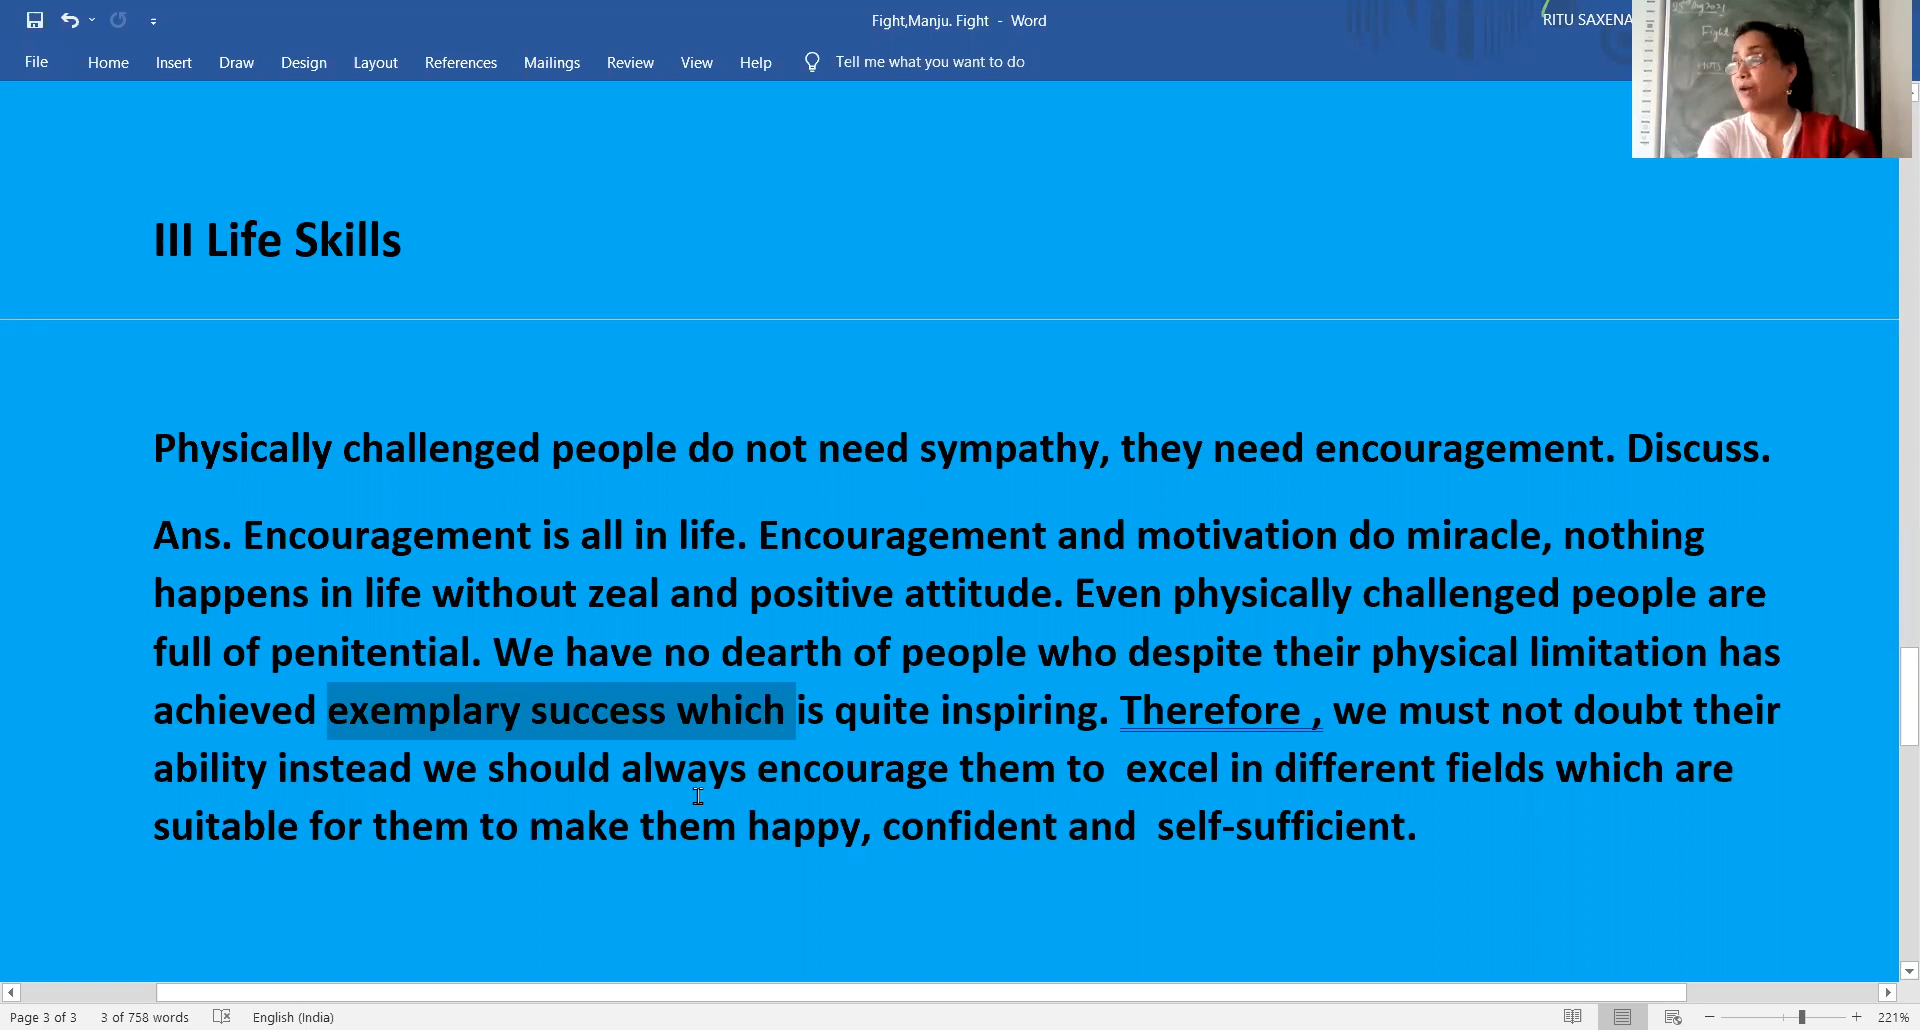 Fight,Manju. Fight - Word
RITU SAXENA
File Home Insert Draw Design Layout References Mailings Review View Help Tell me what you want to do
Fight
III Life Skills
Physically challenged people do not need sympathy, they need encouragement. Discuss.
Ans. Encouragement is all in life. Encouragement and motivation do miracle, nothing
happens in life without zeal and positive attitude. Even physically challenged people are
full of penitential. We have no dearth of people who despite their physical limitation has
achieved exemplary success which is quite inspiring. Therefore , we must not doubt their
ability instead we should always encourage them to excel in different fields which are
suitable for them to make them happy, confident and self-sufficient.
Page 3 of 3 3 of 758 words English (India) 221%